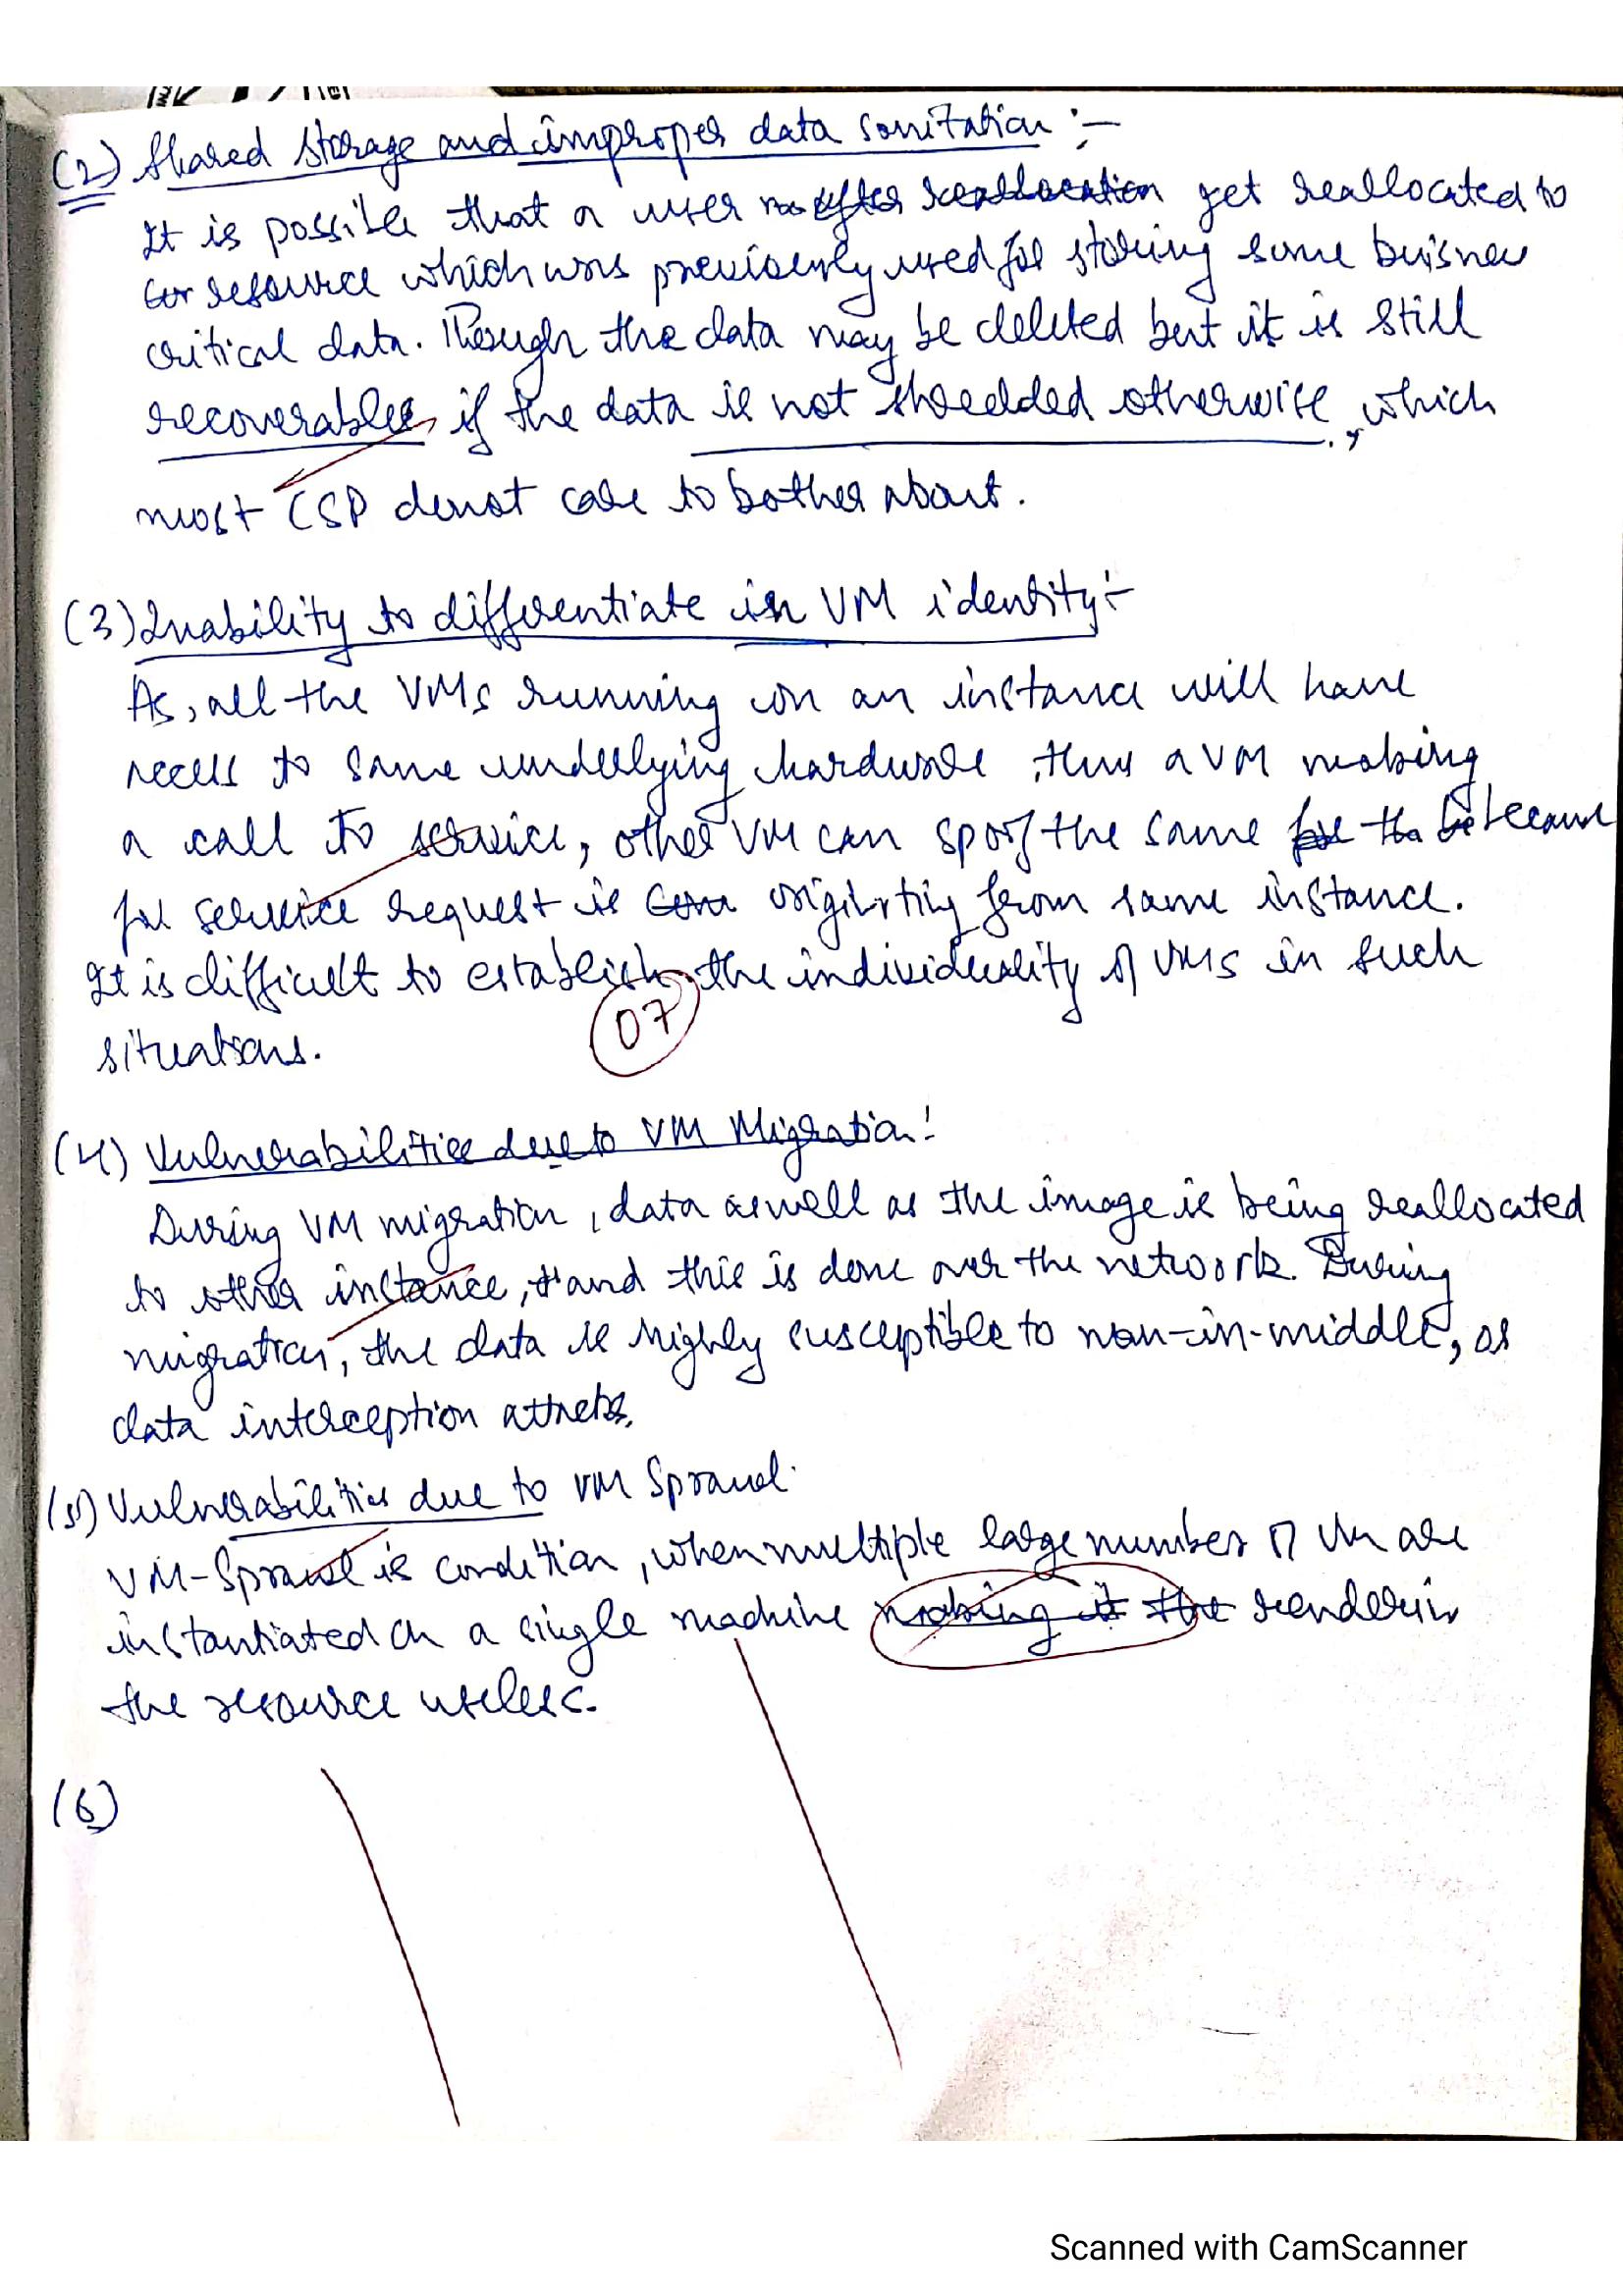 (2) Shared Storage and improper data sanitation :-
It is possible that a user may after reallocation get reallocated to
resource which was previously used for storing some buisness
critical data. Though the data may be deleted but it is still
recoverable, if the data is not shredded otherwise, which
most CSP donot care to bother about.
(3) Inability to differentiate in VM identity :-
As, all the VMs running on an instance will have
access to same underlying hardware, thus a VM making
a call to service, other VM can spoof the same for the because
for service request is originating from same instance.
It is difficult to establish the individuality of VMs in such
situations.
07
(4) Vulnerabilities due to VM Migration :
During VM migration, data aswell as the image is being reallocated
to other instance, and this is done over the network. During
migration, the data is highly susceptible to man-in-middle, or
data interception attacks.
(5) Vulnerabilities due to VM Sprawl.
VM-Sprawl is condition, when multiple large number of VM are
instantiated on a single machine making it the renderin
the resource useless.
(6)
Scanned with CamScanner